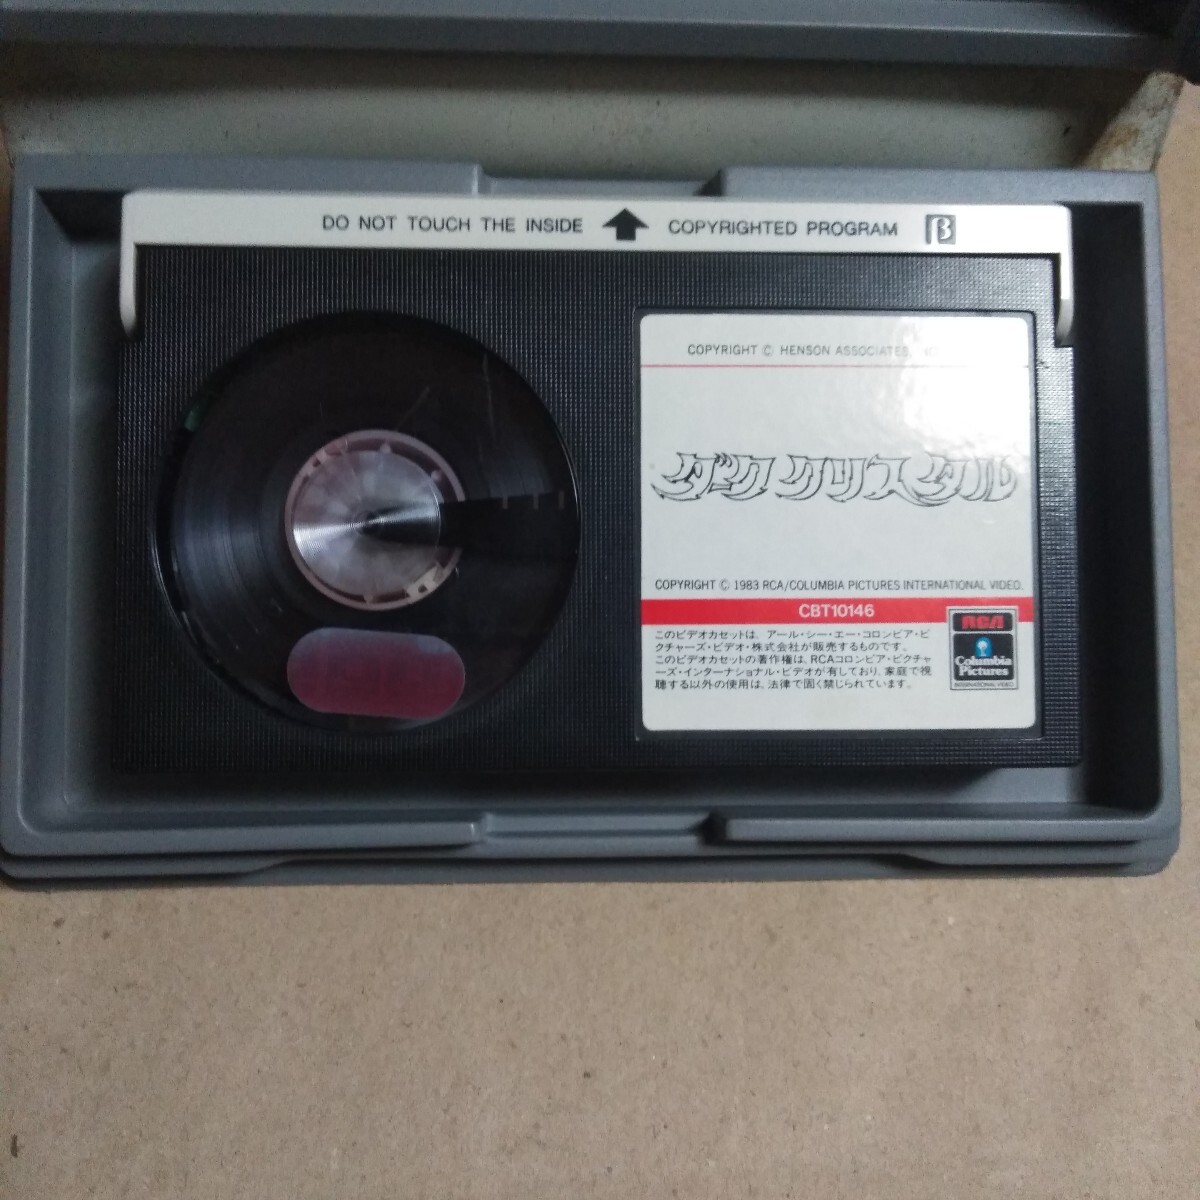 DO NOT TOUCH THE INSIDE COPYRIGHTED PROGRAM β
COPYRIGHT © HENSON ASSOCIATES,
ダーク クリスタル
COPYRIGHT © 1983 RCA/COLUMBIA PICTURES INTERNATIONAL VIDEO.
CBT10146
このビデオカセットは、アール・シー・エー・コロンビア・ピ
クチャーズ・ビデオ・株式会社が販売するものです。
このビデオカセットの著作権は、RCAコロンビア・ピクチャ
ーズ・インターナショナル・ビデオが有しており、家庭で視
聴する以外の使用は、法律で固く禁じられています。
RCA
Columbia
Pictures
INTERNATIONAL VIDEO